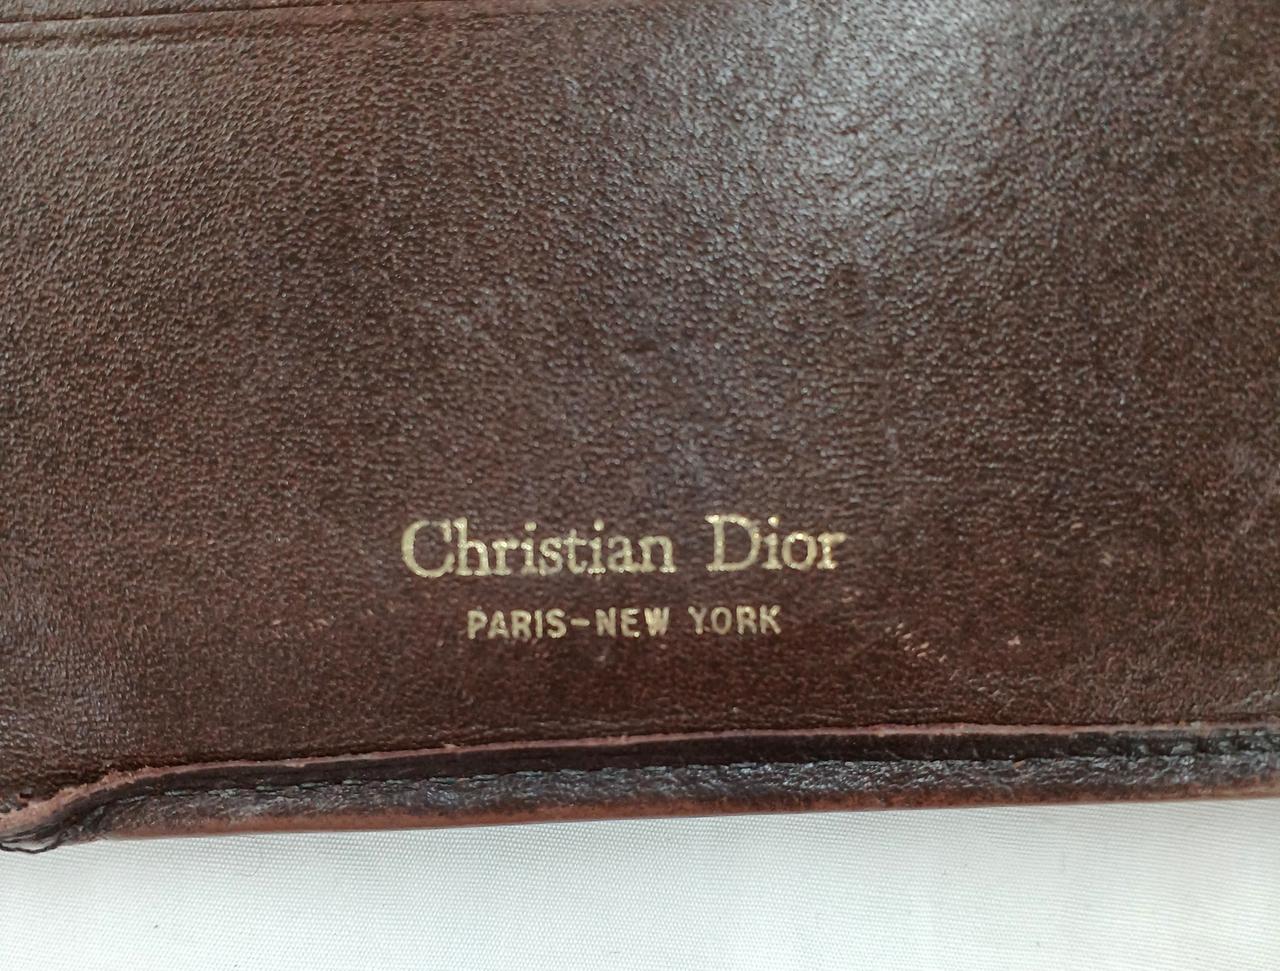 Christian Dior
PARIS-NEW YORK